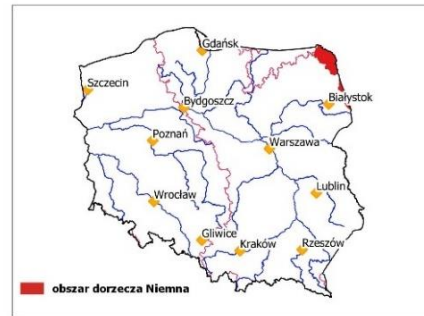 Gdańsk
Szczecin
Białystok
Bydgoszcz
Poznań
Warszawa
Lublin
Wrocław
Gliwice
Kraków
Rzeszów
obszar dorzecza Niemna